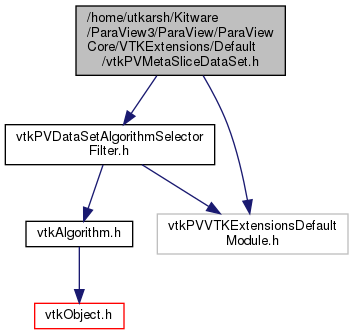 /home/utkarsh/Kitware
/ParaView3/ParaView/ParaView
Core/VTKExtensions/Default
/vtkPVMetaSliceDataSet.h
vtkPVDataSetAlgorithmSelector
Filter.h
vtkAlgorithm.h
vtkPVVTKExtensionsDefault
Module.h
vtkObject.h